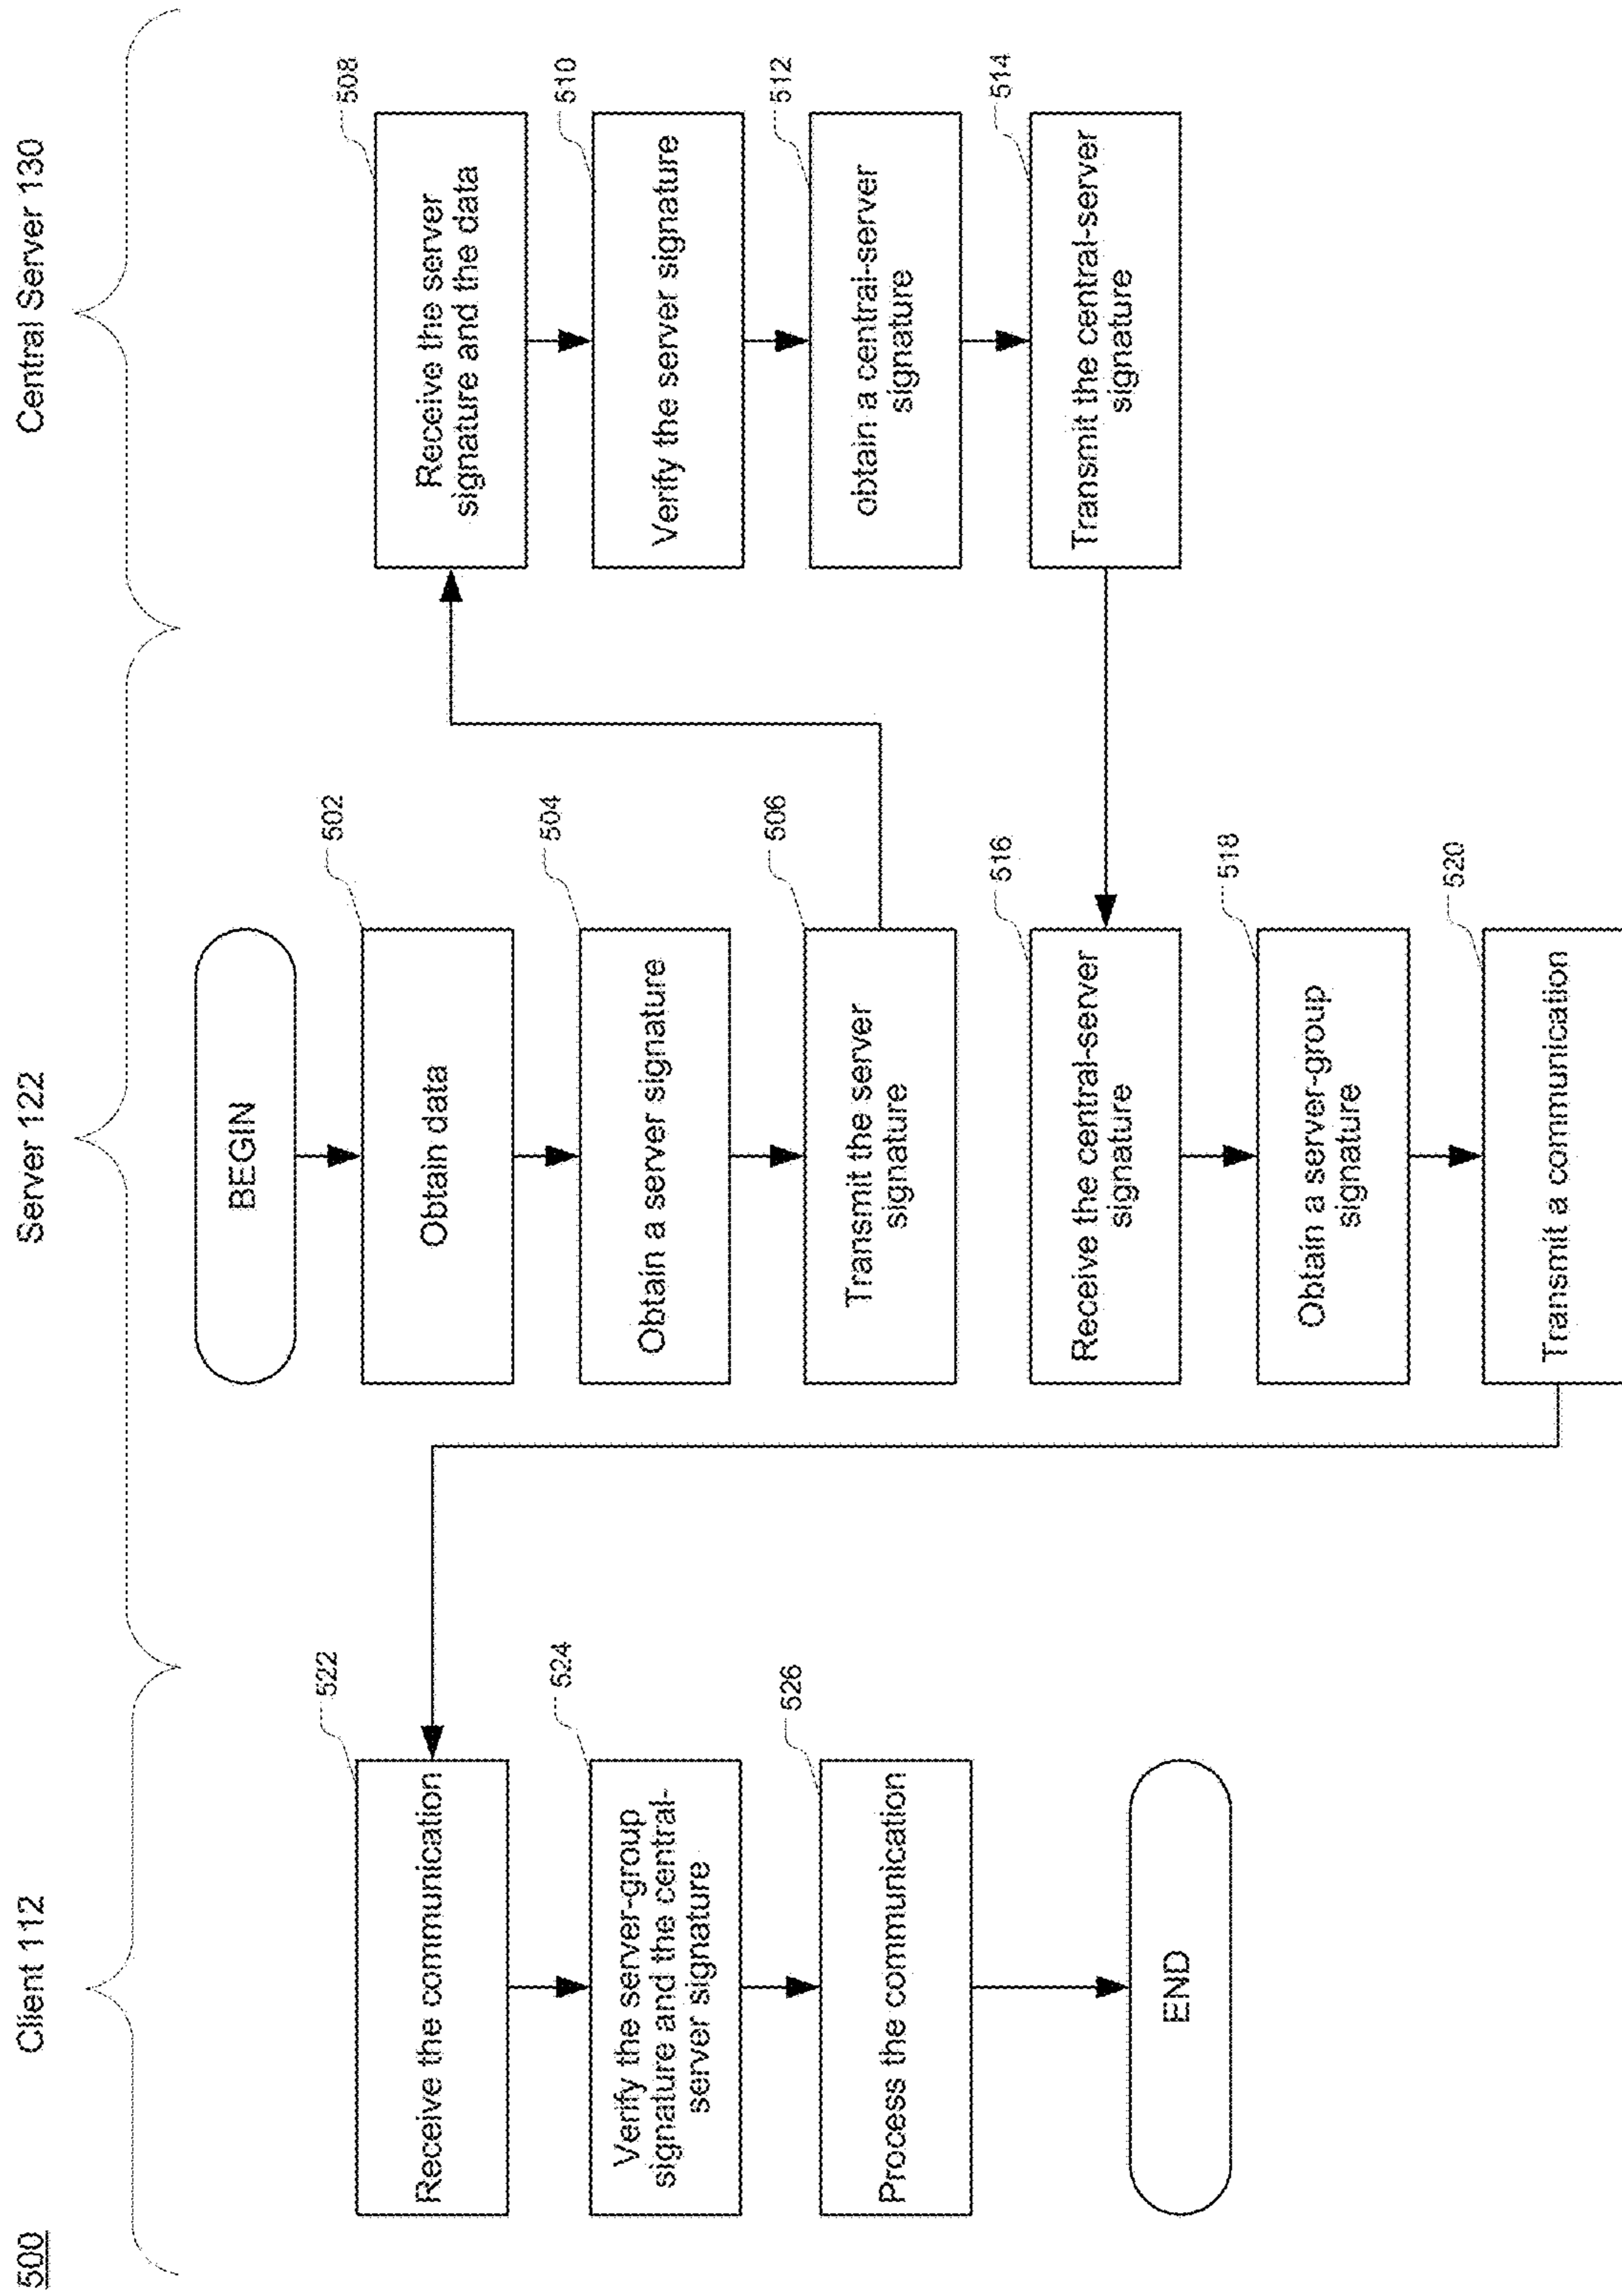 500
Client 112
Server 122
Central Server 130
BEGIN
502
Obtain data
504
Obtain a server signature
506
Transmit the server
signature
508
Receive the server
signature and the data
510
Verify the server signature
512
obtain a central-server
signature
514
Transmit the central-server
signature
516
Receive the central-server
signature
518
Obtain a server-group
signature
520
Transmit a communication
522
Receive the communication
524
Verify the server-group
signature and the central-
server signature
526
Process the communication
END